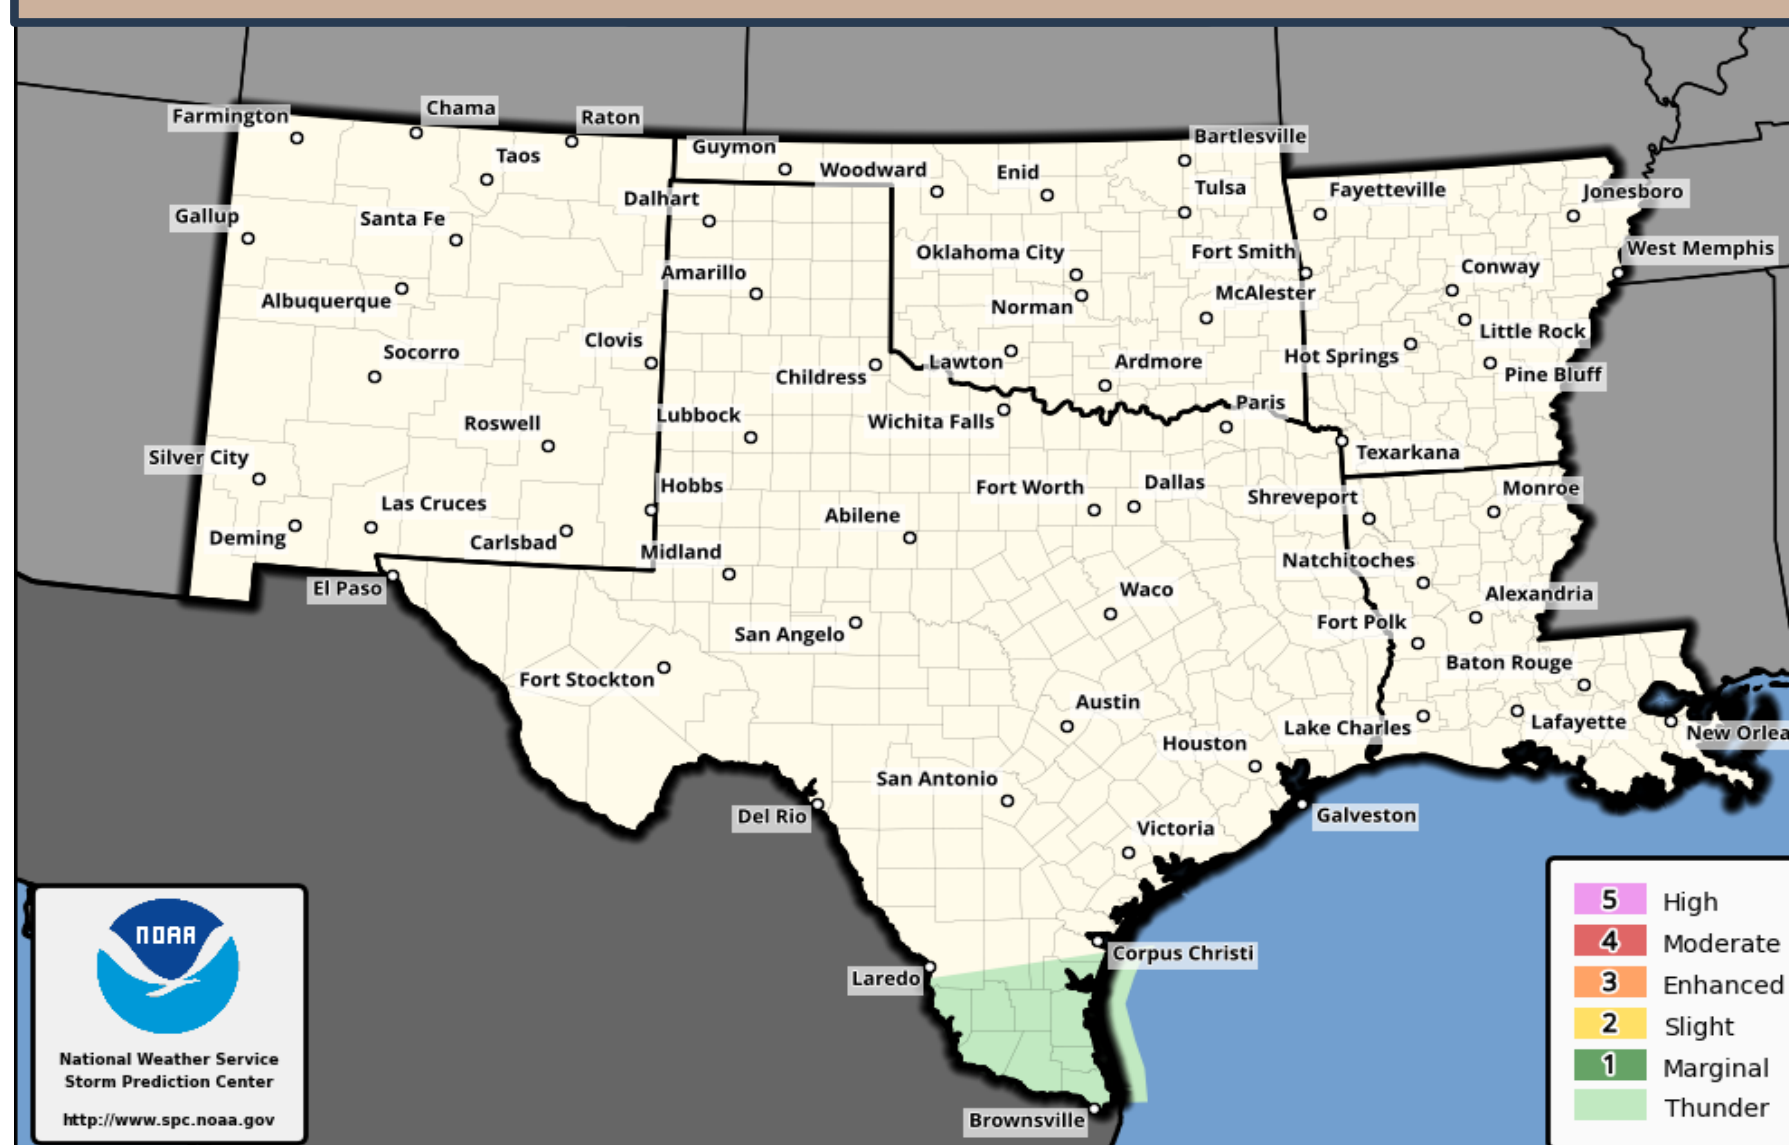 Farmington
Chama
Raton
Taos
Guymon
Woodward
Enid
Bartlesville
Tulsa
Fayetteville
Jonesboro
Gallup
Santa Fe
Dalhart
Oklahoma City
Fort Smith
West Memphis
Conway
Albuquerque
Amarillo
Norman
McAlester
Little Rock
Socorro
Clovis
Childress
Lawton
Ardmore
Hot Springs
Pine Bluff
Roswell
Lubbock
Wichita Falls
Paris
Texarkana
Silver City
Hobbs
Fort Worth
Dallas
Shreveport
Monroe
Las Cruces
Deming
Carlsbad
Midland
Abilene
Natchitoches
El Paso
Waco
Alexandria
San Angelo
Fort Polk
Fort Stockton
Baton Rouge
Austin
Lake Charles
Lafayette
New Orlea
Houston
San Antonio
Del Rio
Galveston
Victoria
Corpus Christi
Laredo
Brownsville
NOAA
National Weather Service
Storm Prediction Center
http://www.spc.noaa.gov
5 High
4 Moderate
3 Enhanced
2 Slight
1 Marginal
Thunder